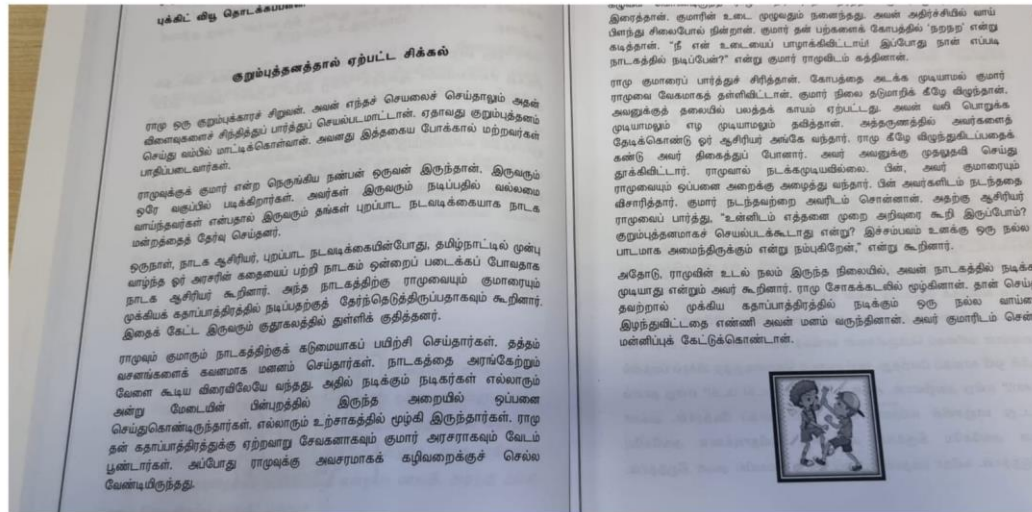 புக்கிட் வியூ தொடக்கப்பள்ளி
குறும்புத்தனத்தால் ஏற்பட்ட சிக்கல்
ராமு ஒரு குறும்புக்காரச் சிறுவன். அவன் எந்தச் செயலைச் செய்தாலும் அதன்
விளைவுகளைச் சிந்தித்துப் பார்த்துச் செயல்படமாட்டான். ஏதாவது குறும்புத்தனம்
செய்து வம்பில் மாட்டிக்கொள்வான். அவனது இத்தகைய போக்கால் மற்றவர்கள்
பாதிப்படைவார்கள்.
ராமுவுக்குக் குமார் என்ற நெருங்கிய நண்பன் ஒருவன் இருந்தான். இருவரும்
ஒரே வகுப்பில் படிக்கிறார்கள். அவர்கள் இருவரும் நடிப்பதில் வல்லமை
வாய்ந்தவர்கள் என்பதால் இருவரும் தங்கள் புறப்பாட நடவடிக்கையாக நாடக
மன்றத்தைத் தேர்வு செய்தனர்.
ஒருநாள், நாடக ஆசிரியர், புறப்பாட நடவடிக்கையின்போது, தமிழ்நாட்டில் முன்பு
வாழ்ந்த ஓர் அரசரின் கதையைப் பற்றி நாடகம் ஒன்றைப் படைக்கப் போவதாக
நாடக ஆசிரியர் கூறினார். அந்த நாடகத்திற்கு ராமுவையும் குமாரையும்
முக்கியக் கதாப்பாத்திரத்தில் நடிப்பதற்குத் தேர்ந்தெடுத்திருப்பதாகவும் கூறினார்.
இதைக் கேட்ட இருவரும் குதூகலத்தில் துள்ளிக் குதித்தனர்.
ராமுவும் குமாரும் நாடகத்திற்குக் கடுமையாகப் பயிற்சி செய்தார்கள். தத்தம்
வசனங்களைக் கவனமாக மனனம் செய்தார்கள். நாடகத்தை அரங்கேற்றும்
வேளை கூடிய விரைவிலேயே வந்தது. அதில் நடிக்கும் நடிகர்கள் எல்லாரும்
அன்று மேடையின் பின்புறத்தில் இருந்த அறையில் ஒப்பனை
செய்துகொண்டிருந்தார்கள். எல்லாரும் உற்சாகத்தில் மூழ்கி இருந்தார்கள். ராமு
தன் கதாப்பாத்திரத்துக்கு ஏற்றவாறு சேவகனாகவும் குமார் அரசராகவும் வேடம்
பூண்டார்கள். அப்போது ராமுவுக்கு அவசரமாகக் கழிவறைக்குச் செல்ல
வேண்டியிருந்தது.
இரைத்தான். குமாரின் உடை முழுவதும் நனைந்தது. அவன் அதிர்ச்சியில் வாய்
பிளந்து சிலைபோல் நின்றான். குமார் தன் பற்களைக் கோபத்தில் ‘நறநற’ என்று
கடித்தான். “நீ என் உடையைப் பாழாக்கிவிட்டாய்! இப்போது நான் எப்படி
நாடகத்தில் நடிப்பேன்?” என்று குமார் ராமுவிடம் கத்தினான்.
ராமு குமாரைப் பார்த்துச் சிரித்தான். கோபத்தை அடக்க முடியாமல் குமார்
ராமுவை வேகமாகத் தள்ளிவிட்டான். குமார் நிலை தடுமாறிக் கீழே விழுந்தான்.
அவனுக்குத் தலையில் பலத்தக் காயம் ஏற்பட்டது. அவன் வலி பொறுக்க
முடியாமலும் எழ முடியாமலும் தவித்தான். அத்தருணத்தில் அவர்களைத்
தேடிக்கொண்டு ஓர் ஆசிரியர் அங்கே வந்தார். ராமு கீழே விழுந்துகிடப்பதைக்
கண்டு அவர் திகைத்துப் போனார். அவர் அவனுக்கு முதலுதவி செய்து
தூக்கிவிட்டார். ராமுவால் நடக்கமுடியவில்லை. பின், அவர் குமாரையும்
ராமுவையும் ஒப்பனை அறைக்கு அழைத்து வந்தார். பின் அவர்களிடம் நடந்ததை
விசாரித்தார். குமார் நடந்தவற்றை அவரிடம் சொன்னான். அதற்கு ஆசிரியர்
ராமுவைப் பார்த்து, “உன்னிடம் எத்தனை முறை அறிவுரை கூறி இருப்போம்?
குறும்புத்தனமாகச் செயல்படக்கூடாது என்று? இச்சம்பவம் உனக்கு ஒரு நல்ல
பாடமாக அமைந்திருக்கும் என்று நம்புகிறேன்,” என்று கூறினார்.
அதோடு, ராமுவின் உடல் நலம் இருந்த நிலையில், அவன் நாடகத்தில் நடிக்க
முடியாது என்றும் அவர் கூறினார். ராமு சோகக்கடலில் மூழ்கினான். தான் செய்
தவற்றால் முக்கிய கதாப்பாத்திரத்தில் நடிக்கும் ஒரு நல்ல வாய்
இழந்துவிட்டதை எண்ணி அவன் மனம் வருந்தினான். அவர் குமாரிடம் சென்
மன்னிப்புக் கேட்டுக்கொண்டான்.